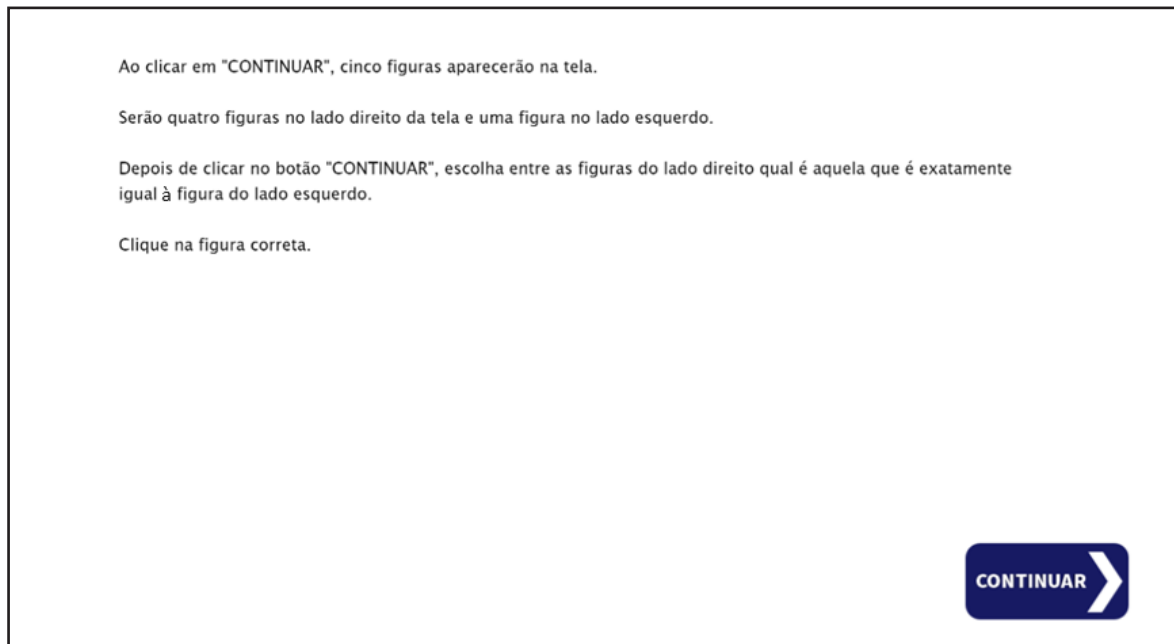 Ao clicar em "CONTINUAR", cinco figuras aparecerão na tela.
Serão quatro figuras no lado direito da tela e uma figura no lado esquerdo.
Depois de clicar no botão "CONTINUAR", escolha entre as figuras do lado direito qual é aquela que é exatamente
igual à figura do lado esquerdo.
Clique na figura correta.
CONTINUAR